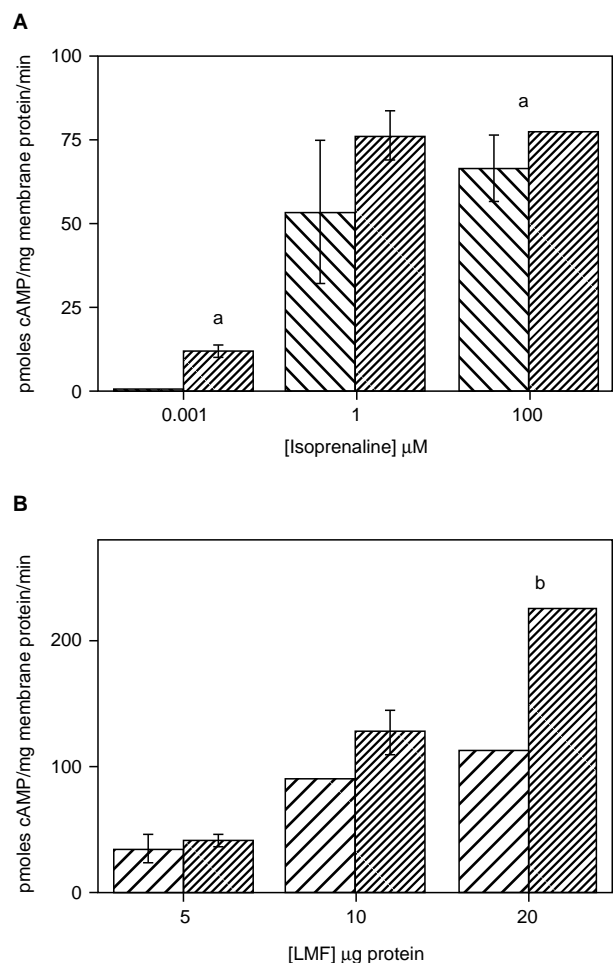 A
100
75
50
25
0
pmoles cAMP/mg membrane protein/min
a
a
0.001 1 100
[Isoprenaline] μM
B
200
100
0
pmoles cAMP/mg membrane protein/min
b
5 10 20
[LMF] μg protein